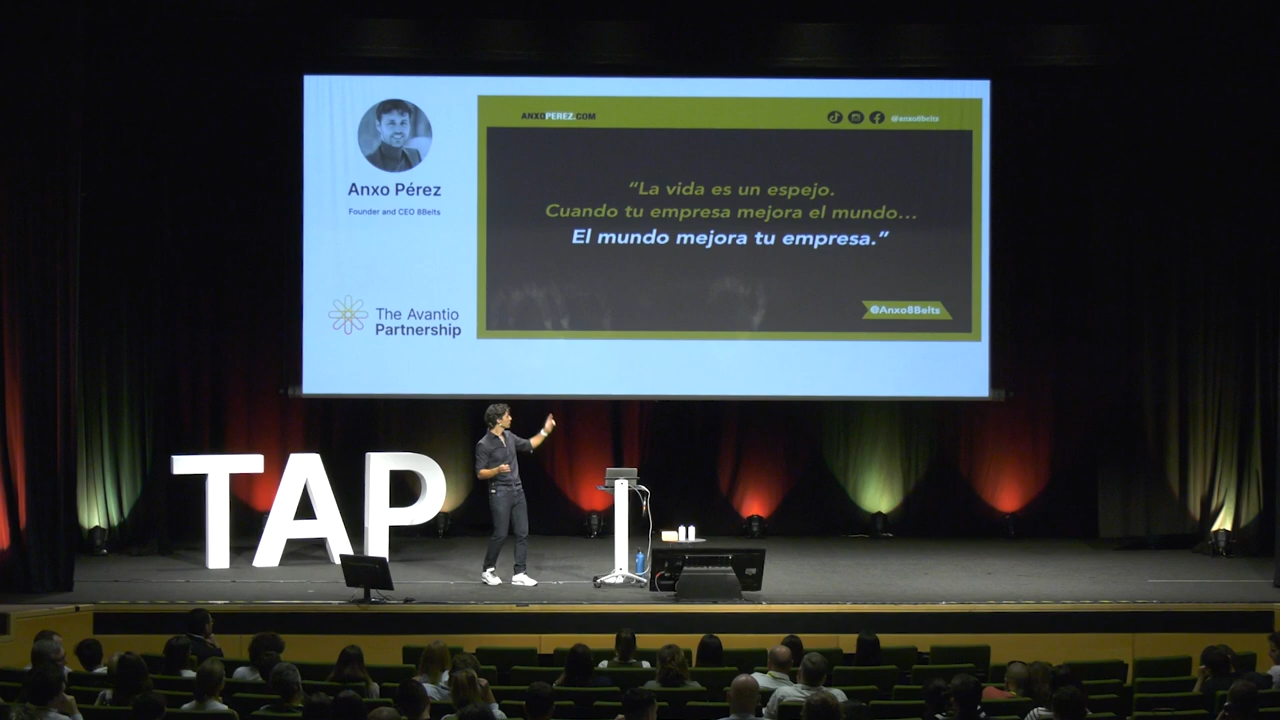 Anxo Pérez
Founder and CEO 8Belts
The Avantio
Partnership
ANXOPEREZ.COM
@anxo8belts
“La vida es un espejo.
Cuando tu empresa mejora el mundo...
El mundo mejora tu empresa.”
@Anxo8Belts
TAP